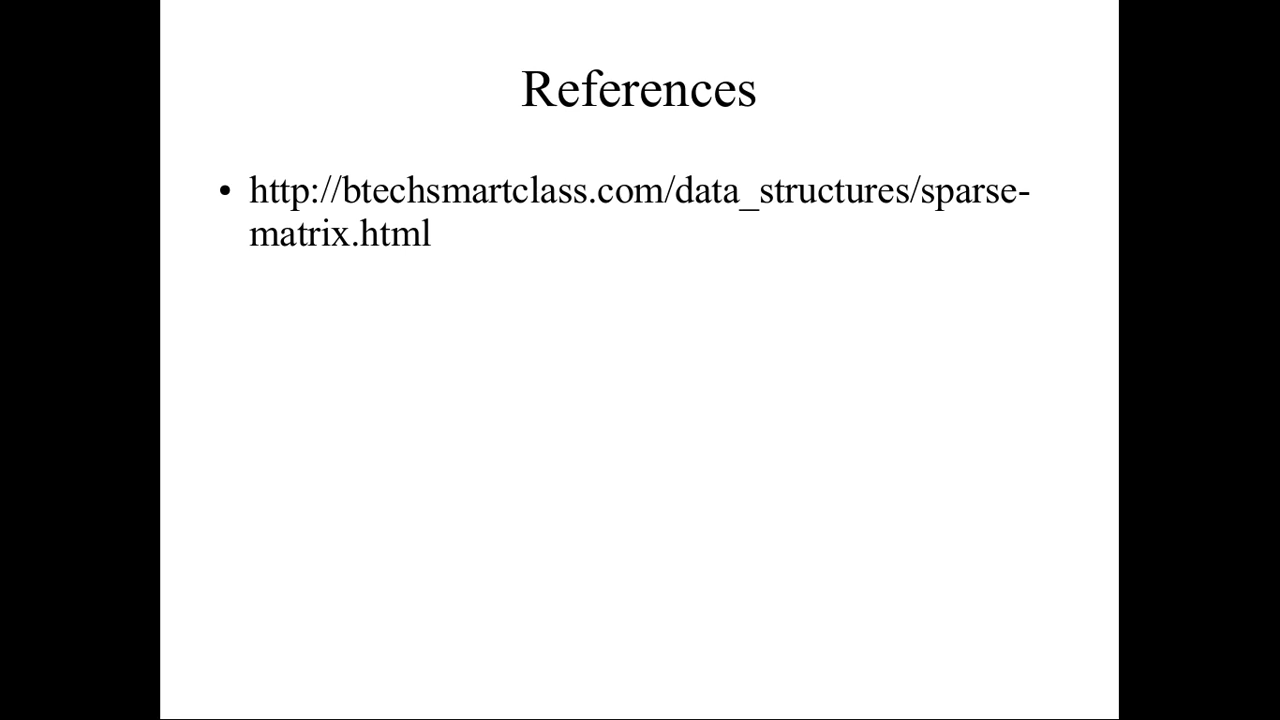 References
• http://btechsmartclass.com/data_structures/sparse-
matrix.html